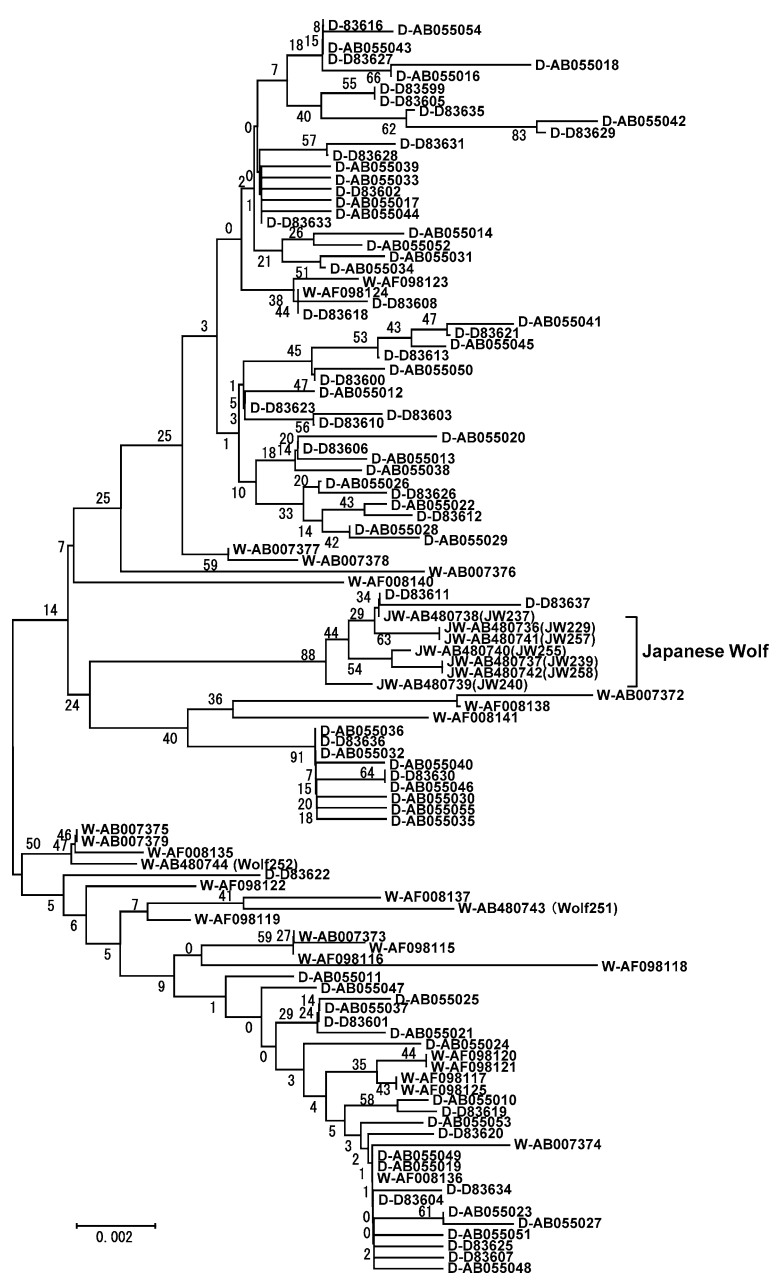 8 D-83616
D-AB055054
18 15
D-AB055043
D-D83627
D-AB055018
66 D-AB055016
7
55 D-D83599
D-D83605
40
D-D83635
62
D-AB055042
83 D-D83629
0
57 D-D83631
D-D83628
D-AB055039
0
2
D-AB055033
D-D83602
D-AB055017
1
D-AB055044
D-D83633
0
26 D-AB055014
D-AB055052
21
D-AB055031
D-AB055034
51 W-AF098123
W-AF098124
38
D-D83608
44 D-D83618
3
47 D-AB055041
43
D-D83621
53
D-AB055045
D-D83613
45
D-AB055050
D-D83600
1
47 D-AB055012
5
D-D83623
3
D-D83603
56 D-D83610
1
20 D-AB055020
18 14 D-D83606
D-AB055013
D-AB055038
10
20 D-AB055026
D-D83626
33
43 D-AB055022
D-D83612
14
D-AB055028
42
D-AB055029
25
25
W-AB007377
W-AB007378
59 W-AB007376
7
W-AF008140
14
34 D-D83611
D-D83637
29 JW-AB480738(JW237)
JW-AB480736(JW229)
63
JW-AB480741(JW257)
44
JW-AB480740(JW255)
54 JW-AB480737(JW239)
JW-AB480742(JW258)
88
JW-AB480739(JW240)
Japanese Wolf
24
36 W-AB007372
W-AF008138
W-AF008141
40
D-AB055036
D-D83636
D-AB055032
91
D-AB055040
7 64 D-D83630
15 D-AB055046
D-AB055030
20 D-AB055055
18 D-AB055035
46 W-AB007375
47 W-AB007379
50
W-AF008135
W-AB480744 (Wolf252)
D-D83622
5
W-AF098122
6
7 41 W-AF008137
W-AB480743 (Wolf251)
W-AF098119
5
59 27 W-AB007373
0
W-AF098115
W-AF098116
W-AF098118
9
D-AB055011
1
D-AB055047
0
14 D-AB055025
29 24 D-AB055037
D-D83601
D-AB055021
0
D-AB055024
3
44 W-AF098120
35 W-AF098121
W-AF098117
43 W-AF098125
4
58 D-AB055010
D-D83619
5
D-AB055053
3
D-D83620
2
W-AB007374
D-AB055049
1
D-AB055019
W-AF008136
1 D-D83634
D-D83604
0
61 D-AB055023
D-AB055027
0 D-AB055051
D-D83625
2 D-D83607
D-AB055048
0.002